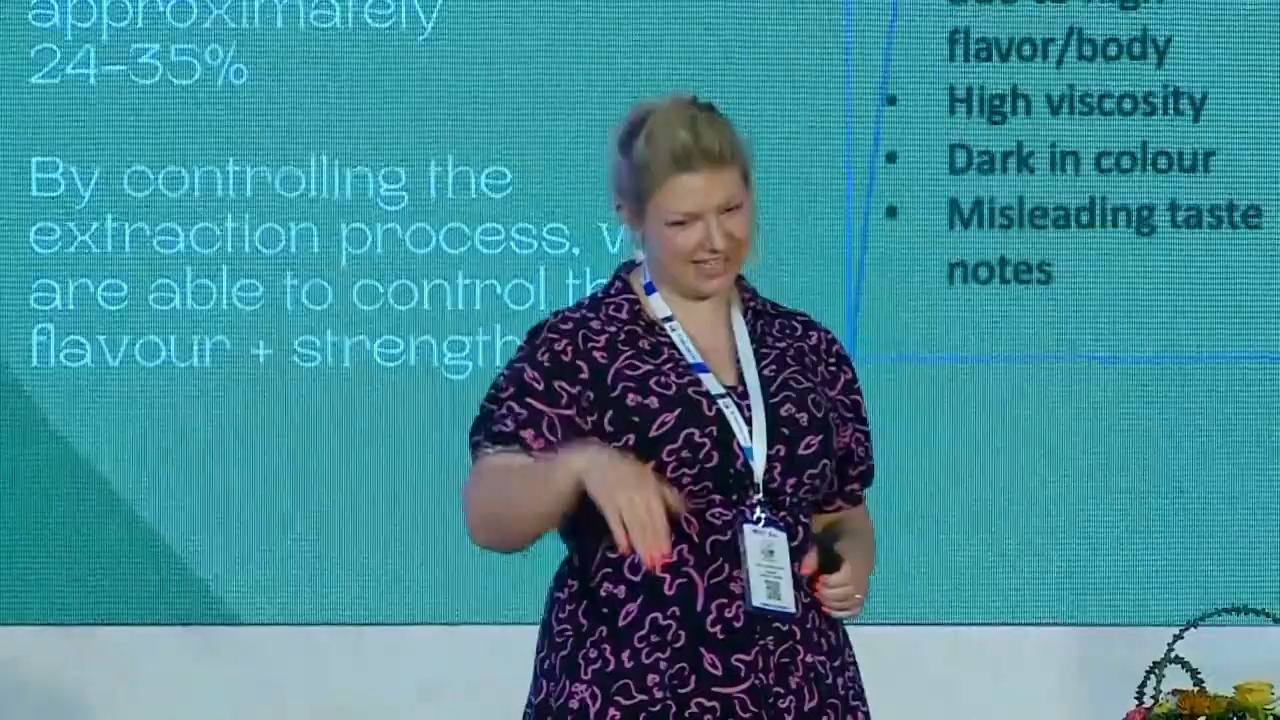 approximately
24-35%
By controlling the
extraction process,
are able to control
flavour + strength
flavor/body
• High viscosity
• Dark in colour
• Misleading taste
notes